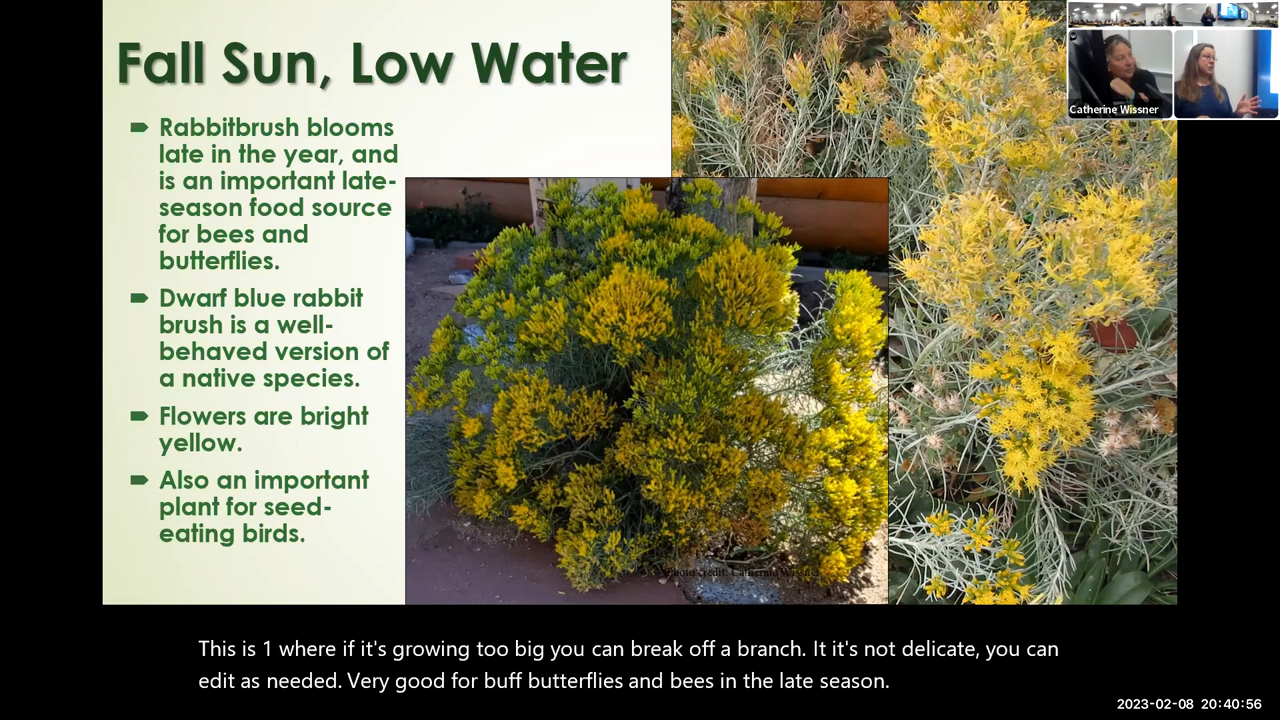 Fall Sun, Low Water
Rabbitbrush blooms
late in the year, and
is an important late-
season food source
for bees and
butterflies.
Dwarf blue rabbit
brush is a well-
behaved version of
a native species.
Flowers are bright
yellow.
Also an important
plant for seed-
eating birds.
Photo credit: Catherine Wissner
Catherine Wissner
This is 1 where if it's growing too big you can break off a branch. It it's not delicate, you can
edit as needed. Very good for buff butterflies and bees in the late season.
2023-02-08 20:40:56